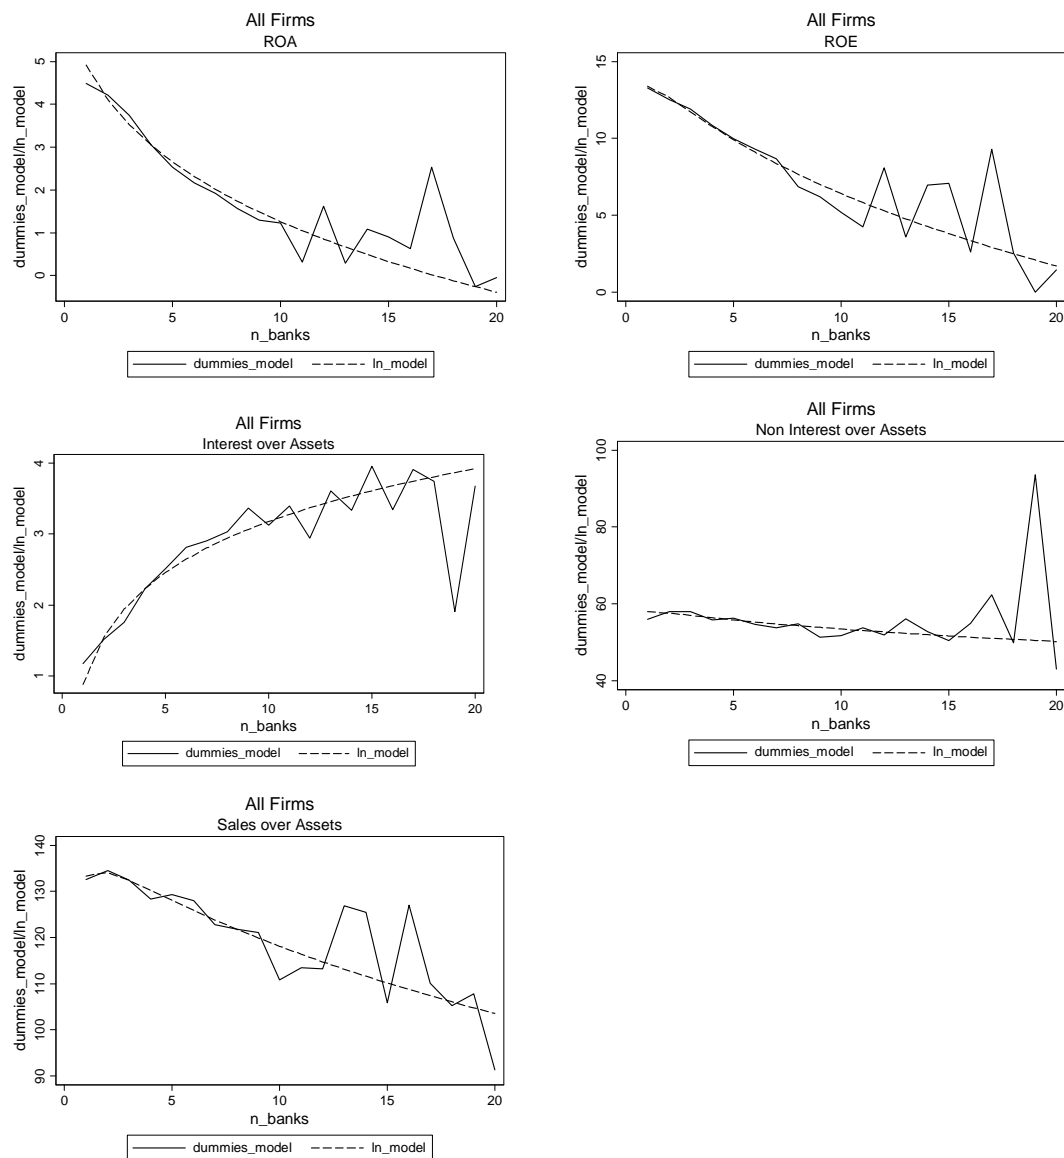 All Firms
ROA
dummies_model/ln_model
5
4
3
2
1
0
0 5 10 15 20
n_banks
dummies_model ln_model
All Firms
ROE
dummies_model/ln_model
15
10
5
0
0 5 10 15 20
n_banks
dummies_model ln_model
All Firms
Interest over Assets
dummies_model/ln_model
4
3
2
1
0 5 10 15 20
n_banks
dummies_model ln_model
All Firms
Non Interest over Assets
dummies_model/ln_model
100
80
60
40
0 5 10 15 20
n_banks
dummies_model ln_model
All Firms
Sales over Assets
dummies_model/ln_model
140
130
120
110
100
90
0 5 10 15 20
n_banks
dummies_model ln_model